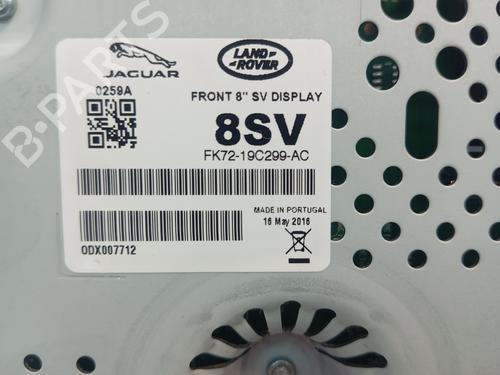 JAGUAR
LAND ROVER
0259A
FRONT 8" SV DISPLAY
8SV
FK72-19C299-AC
MADE IN PORTUGAL
16 May 2016
ODX007712
B-PARTS